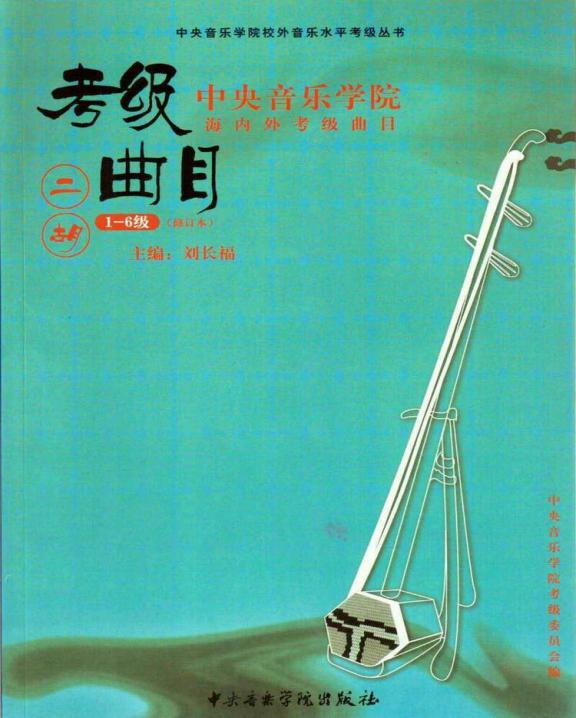 中央音乐学院校外音乐水平考级丛书
考级
曲目
中央音乐学院
海内外考级曲目
二胡
1-6级
（修订本）
主编：刘长福
中央音乐学院考级委员会编
中央音乐学院出版社